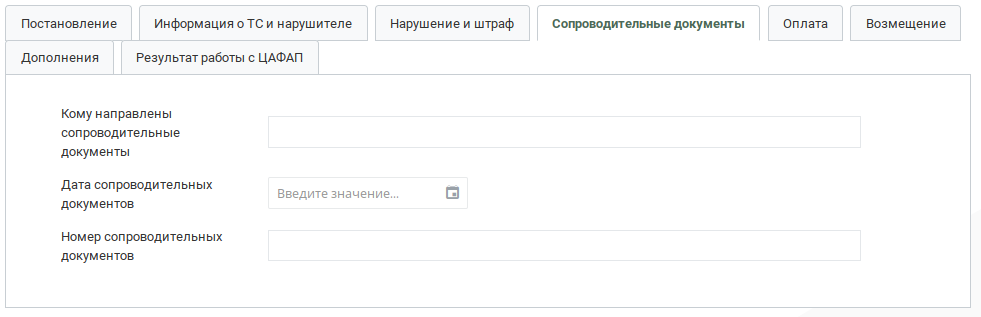 Постановление
Информация о ТС и нарушителе
Нарушение и штраф
Сопроводительные документы
Оплата
Возмещение
Дополнения
Результат работы с ЦАФАП
Кому направлены
сопроводительные
документы
Дата сопроводительных
документов
Введите значение...
Номер сопроводительных
документов